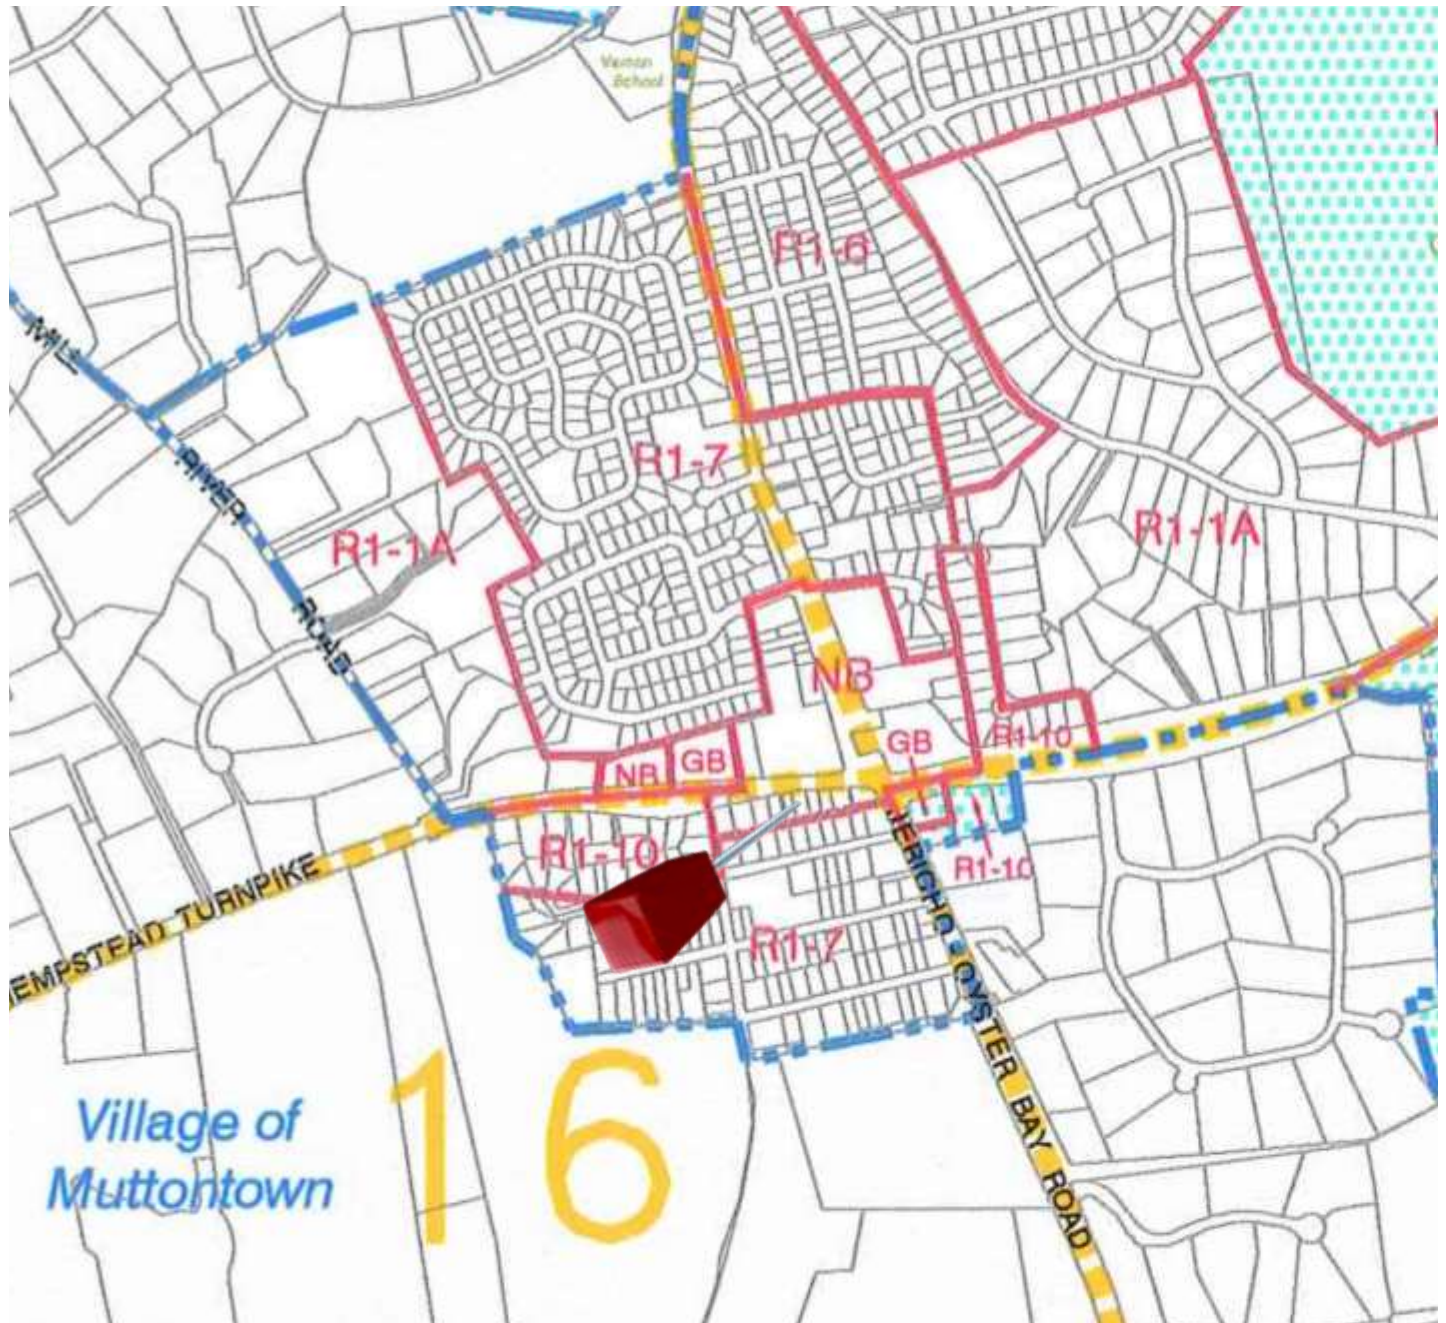 Vernon
School
R1-6
MILL
R1-7
RIVER
R1-1A
R1-1A
ROAD
NB
GB
R1-10
NB
GB
R1-10
JERICHO OYSTER BAY ROAD
R1-10
EMPSTEAD TURNPIKE
R1-7
16
Village of
Muttontown